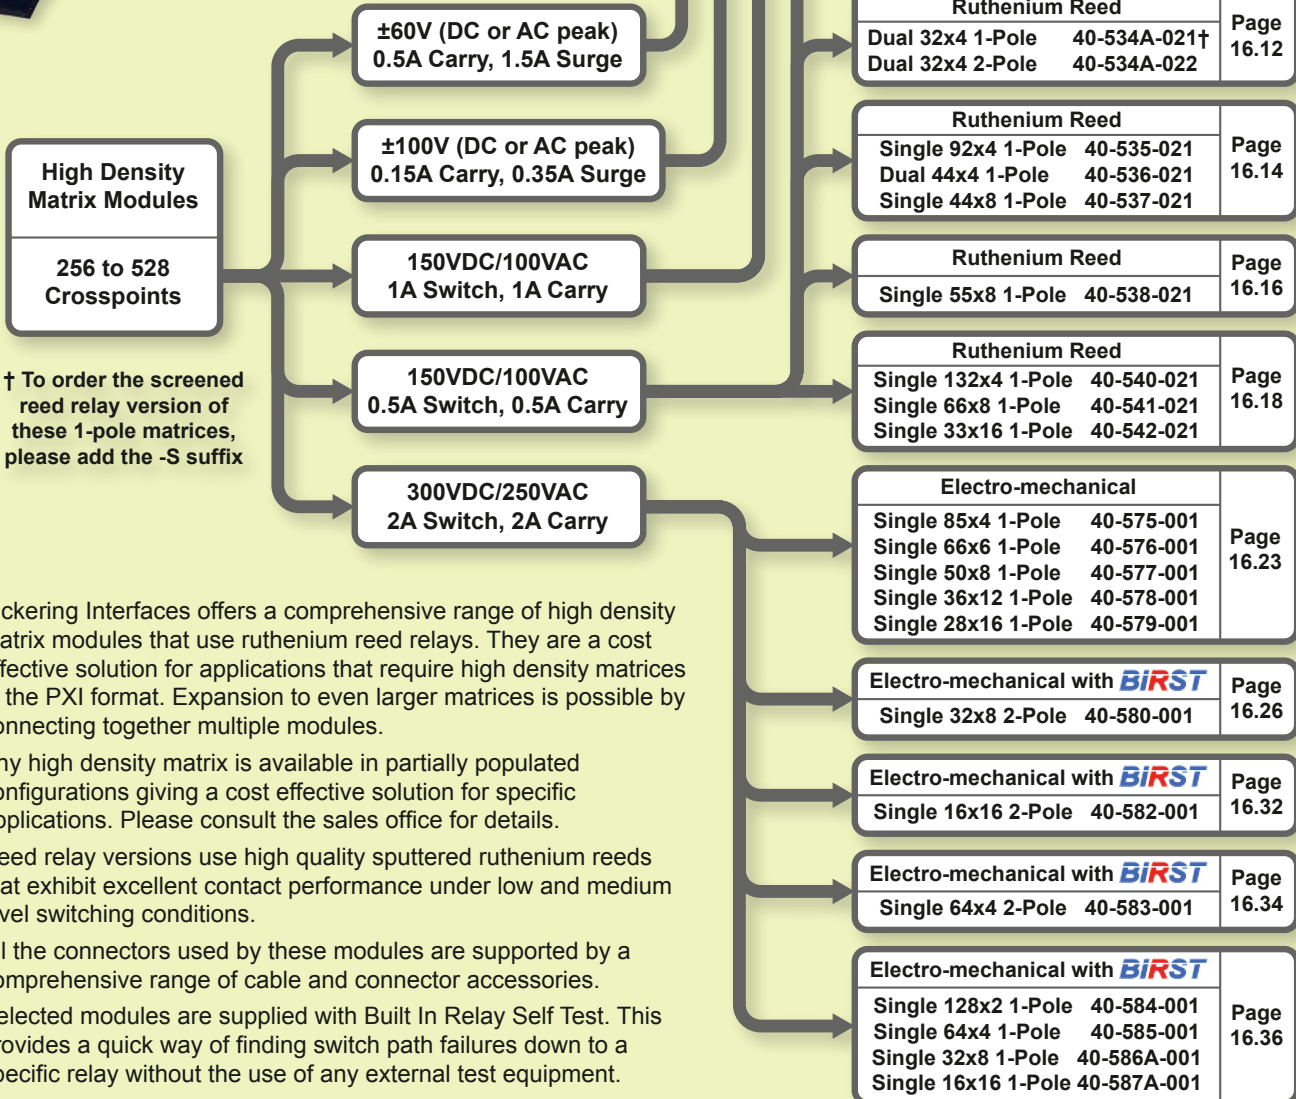 ±60V (DC or AC peak)
0.5A Carry, 1.5A Surge
±100V (DC or AC peak)
0.15A Carry, 0.35A Surge
High Density
Matrix Modules
256 to 528
Crosspoints
150VDC/100VAC
1A Switch, 1A Carry
150VDC/100VAC
0.5A Switch, 0.5A Carry
300VDC/250VAC
2A Switch, 2A Carry
† To order the screened
reed relay version of
these 1-pole matrices,
please add the -S suffix
Ruthenium Reed
Dual 32x4 1-Pole 40-534A-021†
Dual 32x4 2-Pole 40-534A-022
Page
16.12
Ruthenium Reed
Single 92x4 1-Pole 40-535-021
Dual 44x4 1-Pole 40-536-021
Single 44x8 1-Pole 40-537-021
Page
16.14
Ruthenium Reed
Single 55x8 1-Pole 40-538-021
Page
16.16
Ruthenium Reed
Single 132x4 1-Pole 40-540-021
Single 66x8 1-Pole 40-541-021
Single 33x16 1-Pole 40-542-021
Page
16.18
Electro-mechanical
Single 85x4 1-Pole 40-575-001
Single 66x6 1-Pole 40-576-001
Single 50x8 1-Pole 40-577-001
Single 36x12 1-Pole 40-578-001
Single 28x16 1-Pole 40-579-001
Page
16.23
Electro-mechanical with BiRST
Single 32x8 2-Pole 40-580-001
Page
16.26
Electro-mechanical with BiRST
Single 16x16 2-Pole 40-582-001
Page
16.32
Electro-mechanical with BiRST
Single 64x4 2-Pole 40-583-001
Page
16.34
Electro-mechanical with BiRST
Single 128x2 1-Pole 40-584-001
Single 64x4 1-Pole 40-585-001
Single 32x8 1-Pole 40-586A-001
Single 16x16 1-Pole 40-587A-001
Page
16.36
ickering Interfaces offers a comprehensive range of high density
atrix modules that use ruthenium reed relays. They are a cost
ffective solution for applications that require high density matrices
the PXI format. Expansion to even larger matrices is possible by
onnecting together multiple modules.
ny high density matrix is available in partially populated
onfigurations giving a cost effective solution for specific
pplications. Please consult the sales office for details.
eed relay versions use high quality sputtered ruthenium reeds
at exhibit excellent contact performance under low and medium
vel switching conditions.
l the connectors used by these modules are supported by a
omprehensive range of cable and connector accessories.
elected modules are supplied with Built In Relay Self Test. This
rovides a quick way of finding switch path failures down to a
pecific relay without the use of any external test equipment.